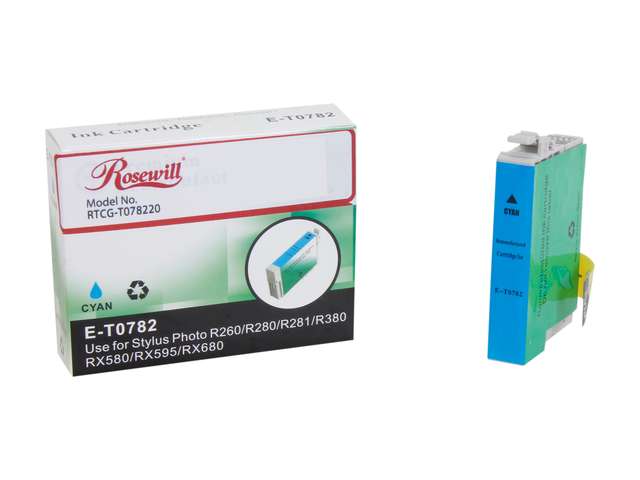 Ink Cartridge E-T0782
Rosewill
Model No.
RTCG-T078220
CYAN
E-T0782
Use for Stylus Photo R260/R280/R281/R380
RX580/RX595/RX680
CYAN
Remanufactured
Cartridge for
E-T0782